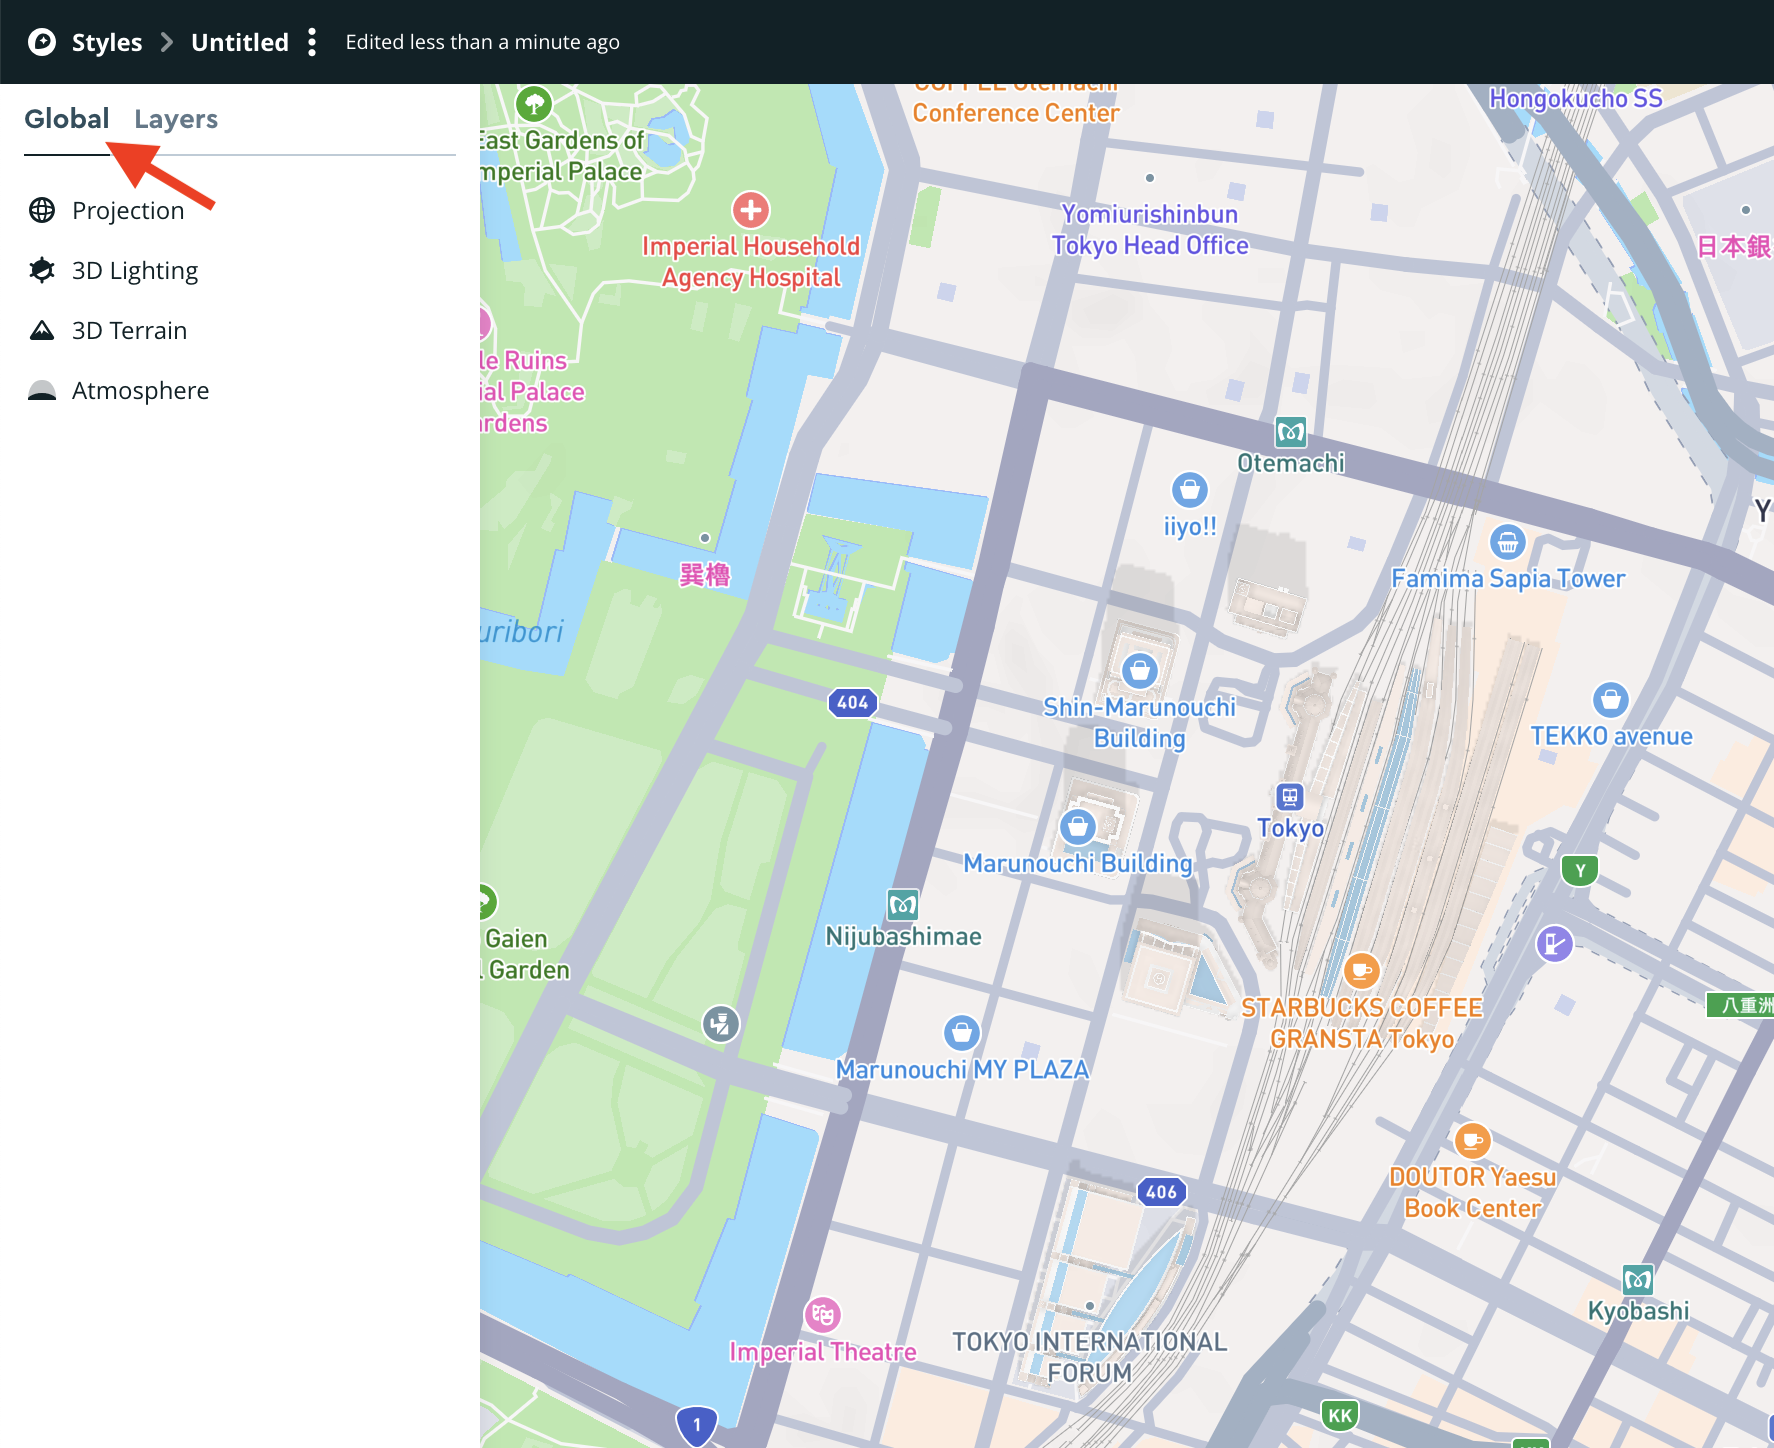 Styles
Untitled
Edited less than a minute ago
Global
Layers
Projection
3D Lighting
3D Terrain
Atmosphere
East Gardens of
mperial Palace
COFFEE Otemachi
Conference Center
Hongokucho SS
Imperial Household
Agency Hospital
Yomiurishinbun
Tokyo Head Office
日本銀
le Ruins
ial Palace
ardens
Otemachi
iiyo!!
Y
Famima Sapia Tower
巽櫓
uribori
404
Shin-Marunouchi
Building
TEKKO avenue
Tokyo
Marunouchi Building
Y
Nijubashimae
Gaien
l Garden
STARBUCKS COFFEE
GRANSTA Tokyo
八重洲
Marunouchi MY PLAZA
DOUTOR Yaesu
Book Center
406
Kyobashi
Imperial Theatre
TOKYO INTERNATIONAL
FORUM
1
KK